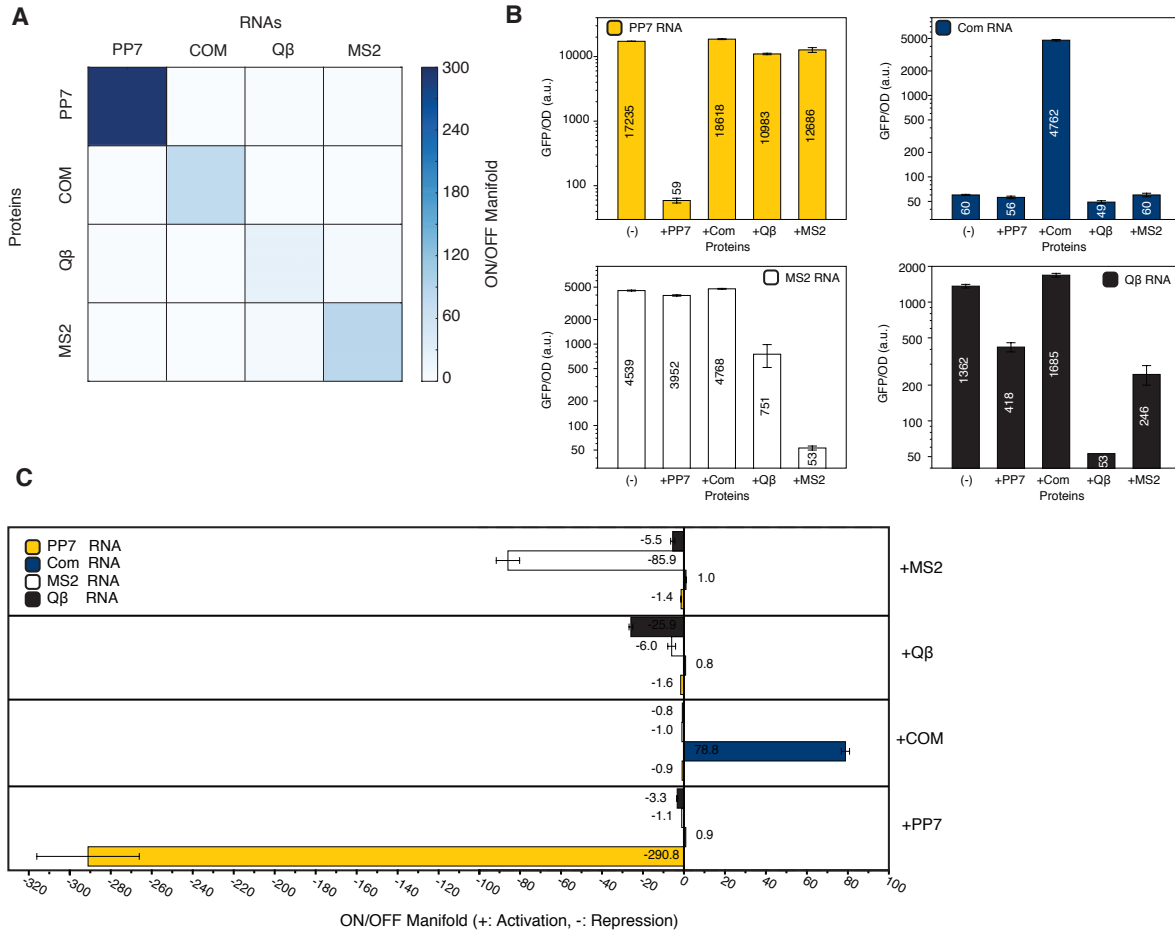 A
RNAs
PP7 COM Qβ MS2
Proteins
PP7
COM
Qβ
MS2
300
240
180
120
60
0
ON/OFF Manifold
B
PP7 RNA
GFP/OD (a.u.)
10000
1000
100
17235
59
18618
10983
12686
(-) +PP7 +Com +Qβ +MS2
Proteins
Com RNA
GFP/OD (a.u.)
5000
2000
1000
500
200
100
50
60
56
4762
49
60
(-) +PP7 +Com +Qβ +MS2
Proteins
MS2 RNA
GFP/OD (a.u.)
5000
2000
1000
500
200
100
50
4539
3952
4768
751
53
(-) +PP7 +Com +Qβ +MS2
Proteins
Qβ RNA
GFP/OD (a.u.)
2000
1000
500
200
100
50
1362
418
1685
53
246
(-) +PP7 +Com +Qβ +MS2
Proteins
C
PP7 RNA
Com RNA
MS2 RNA
Qβ RNA
-5.5
-85.9
1.0
-1.4
+MS2
-25.9
-6.0
0.8
-1.6
+Qβ
-0.8
-1.0
78.8
-0.9
+COM
-3.3
-1.1
0.9
-290.8
+PP7
-320 -300 -280 -260 -240 -220 -200 -180 -160 -140 -120 -100 -80 -60 -40 -20 0 20 40 60 80 100
ON/OFF Manifold (+: Activation, -: Repression)